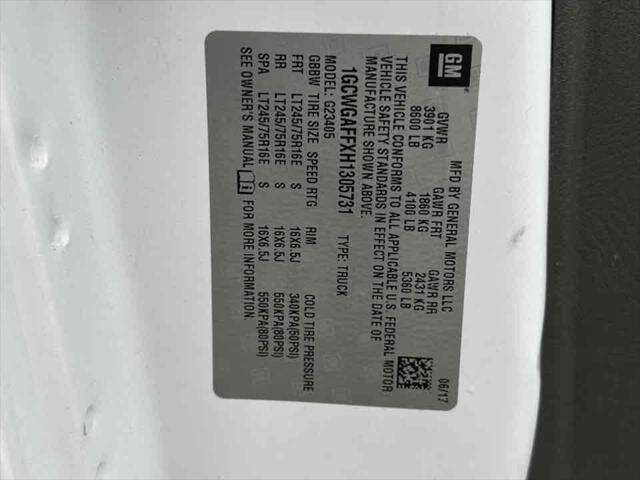 GM
MFD BY GENERAL MOTORS LLC
06/17
GVWR GAWR FRT GAWR RR
3901 KG 1860 KG 2431 KG
8600 LB 4100 LB 5360 LB
THIS VEHICLE CONFORMS TO ALL APPLICABLE U.S. FEDERAL MOTOR
VEHICLE SAFETY STANDARDS IN EFFECT ON THE DATE OF
MANUFACTURE SHOWN ABOVE.
1GCWGAFFXH1305731 TYPE: TRUCK
MODEL: G23405
GBBW TIRE SIZE SPEED RTG RIM COLD TIRE PRESSURE
FRT LT245/75R16E S 16X6.5J 340KPA(50PSI)
RR LT245/75R16E S 16X6.5J 550KPA(80PSI)
SPA LT245/75R16E S 16X6.5J 550KPA(80PSI)
SEE OWNER'S MANUAL FOR MORE INFORMATION.